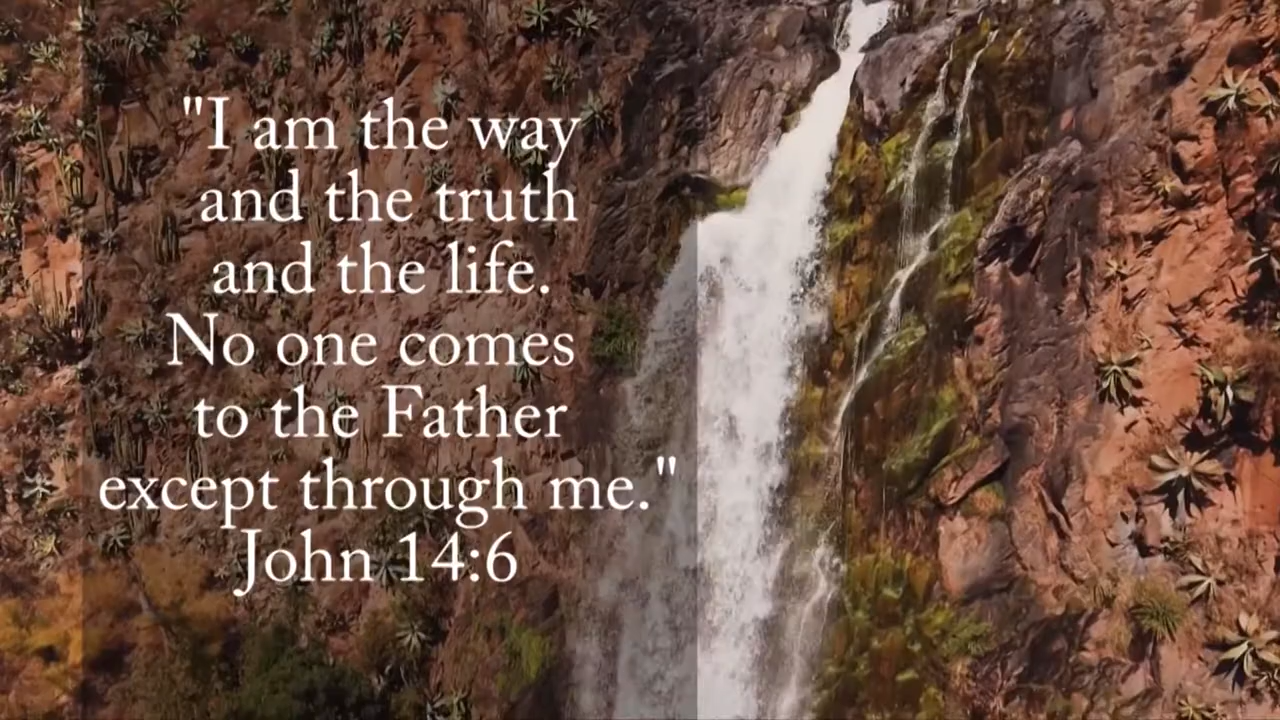 "I am the way
and the truth
and the life.
No one comes
to the Father
except through me."
John 14:6